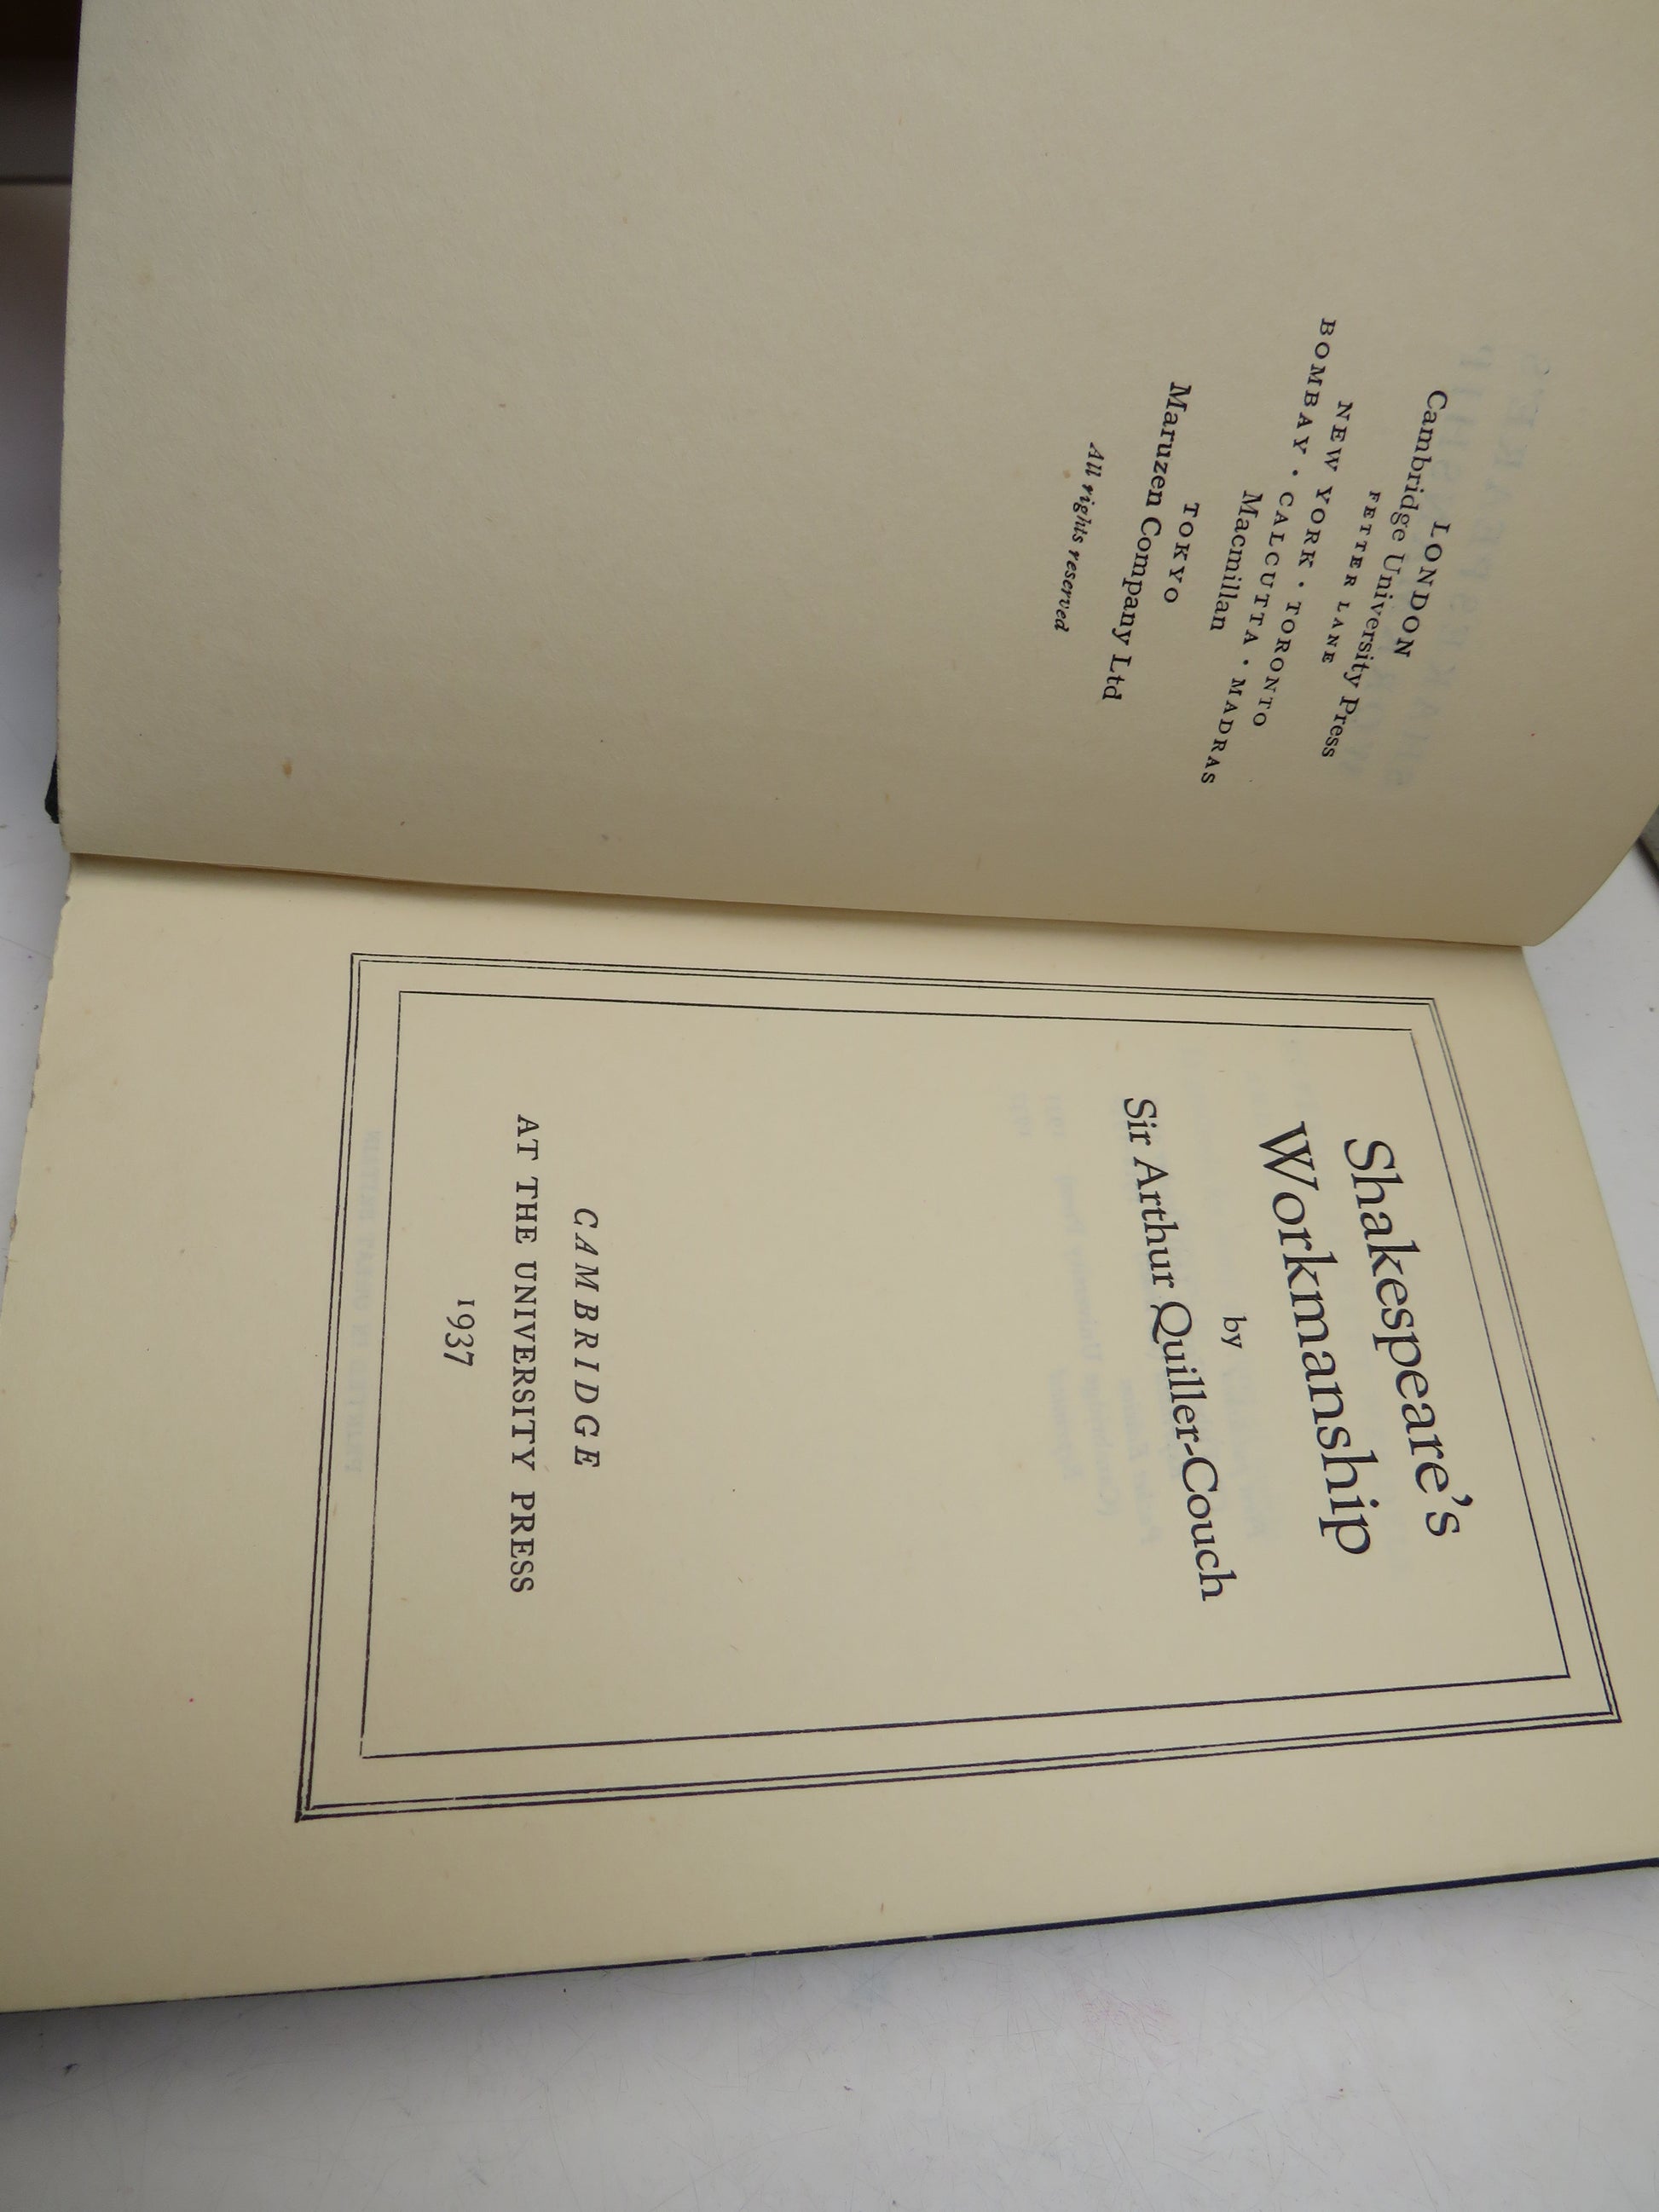 LONDON
Cambridge University Press
FETTER LANE
NEW YORK · TORONTO
BOMBAY · CALCUTTA · MADRAS
Macmillan
TOKYO
Maruzen Company Ltd
All rights reserved
Shakespeare's
Workmanship
by
Sir Arthur Quiller-Couch
CAMBRIDGE
AT THE UNIVERSITY PRESS
1937